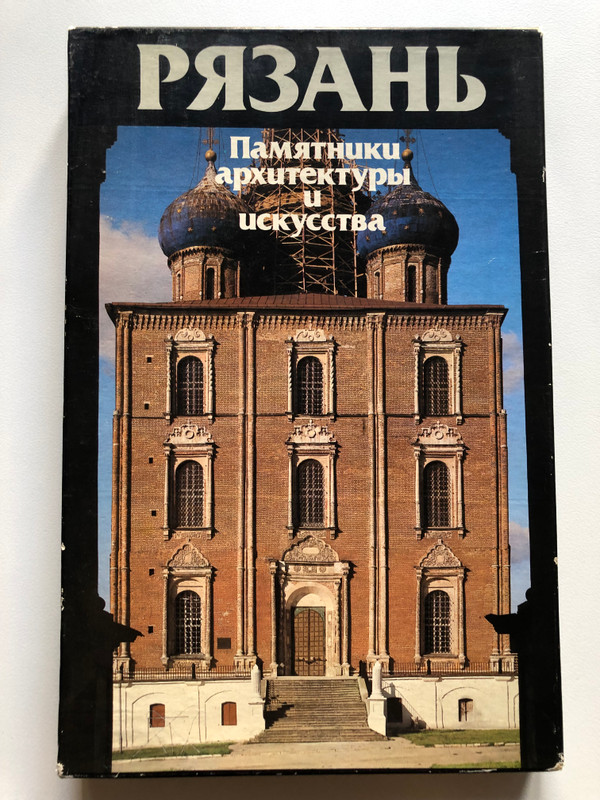 РЯЗАНЬ
Памятники
архитектуры
и
искусства